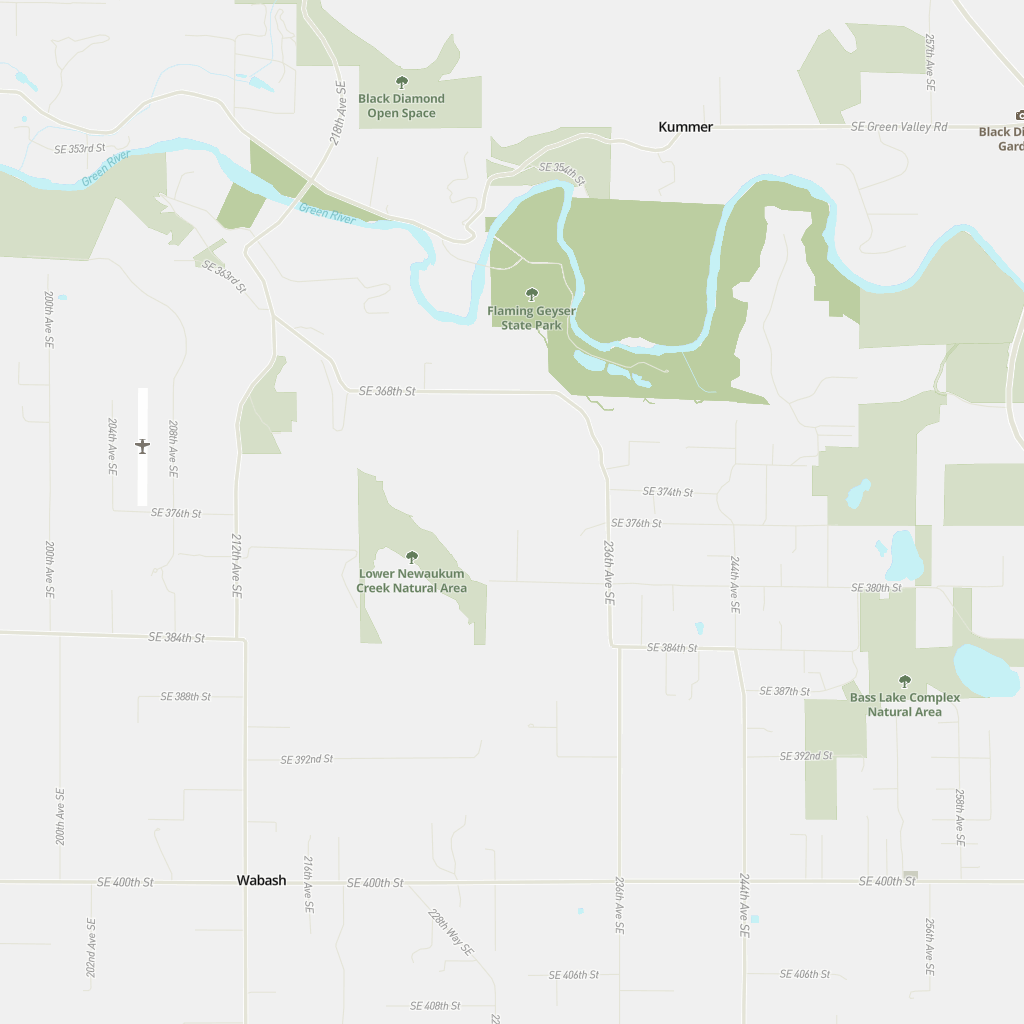 257th Ave SE
218th Ave SE
Black Diamond
Open Space
Kummer
SE Green Valley Rd
Black Di
Gard
SE 353rd St
Green River
SE 354th St
Green River
SE 363rd St
200th Ave SE
Flaming Geyser
State Park
SE 368th St
204th Ave SE
208th Ave SE
SE 374th St
SE 376th St
SE 376th St
200th Ave SE
212th Ave SE
236th Ave SE
244th Ave SE
Lower Newaukum
Creek Natural Area
SE 380th St
SE 384th St
SE 384th St
SE 388th St
SE 387th St
Bass Lake Complex
Natural Area
SE 392nd St
SE 392nd St
200th Ave SE
258th Ave SE
Wabash
SE 400th St
SE 400th St
SE 400th St
216th Ave SE
236th Ave SE
244th Ave SE
202nd Ave SE
228th Way SE
256th Ave SE
SE 406th St
SE 406th St
SE 408th St
22